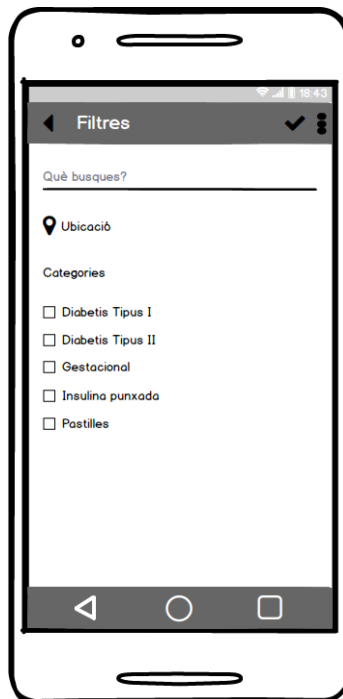 18:43
Filtres
Què busques?
Ubicació
Categories
Diabetis Tipus I
Diabetis Tipus II
Gestacional
Insulina punxada
Pastilles